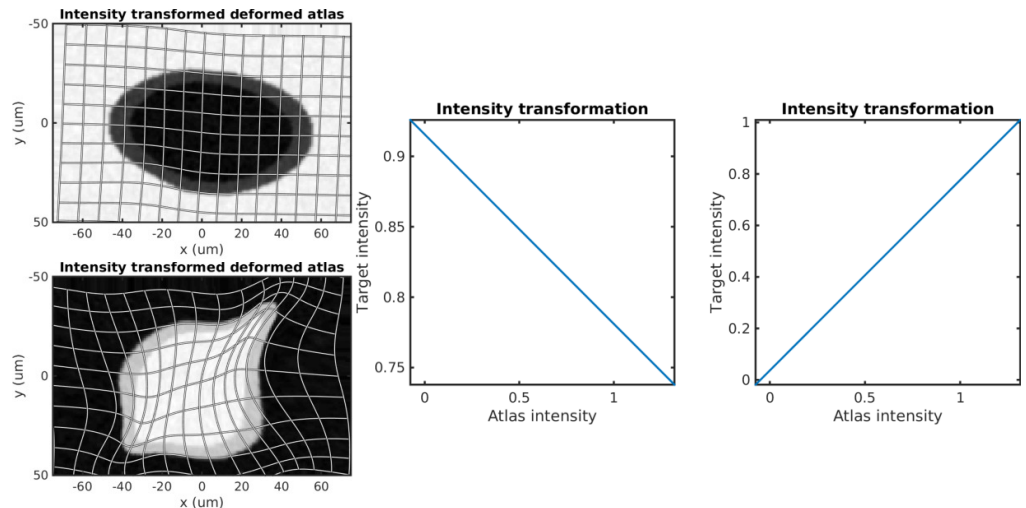 Intensity transformed deformed atlas
-50
0
50
y (um)
-60 -40 -20 0 20 40 60
x (um)
Intensity transformed deformed atlas
-50
0
50
y (um)
-60 -40 -20 0 20 40 60
x (um)
Intensity transformation
0.9
0.85
0.8
0.75
Target intensity
0 0.5 1
Atlas intensity
Intensity transformation
1
0.8
0.6
0.4
0.2
0
Target intensity
0 0.5 1
Atlas intensity